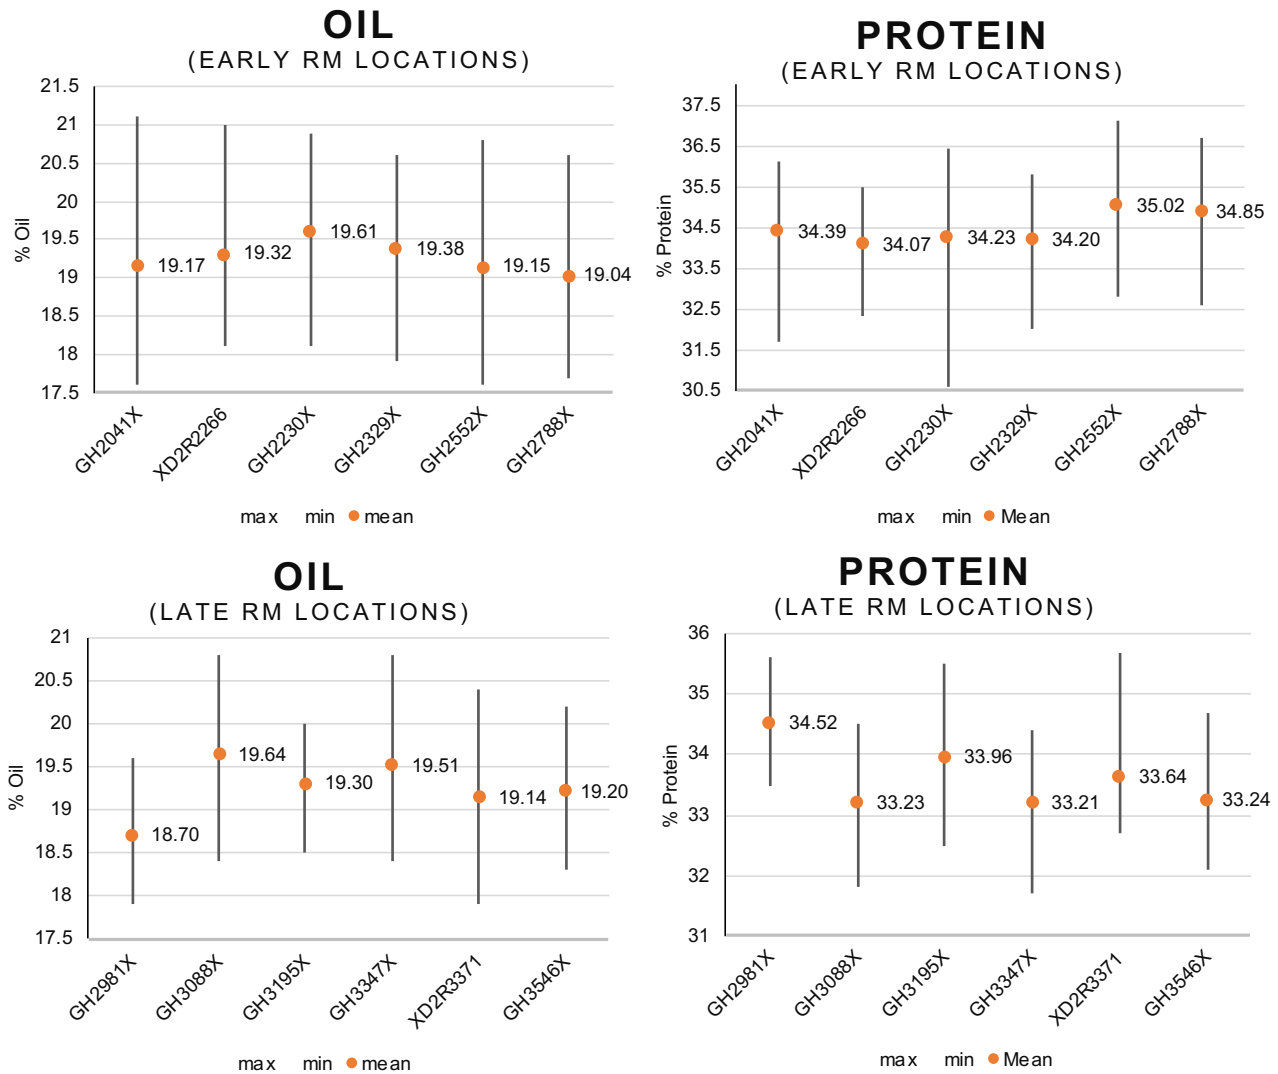 OIL
(EARLY RM LOCATIONS)
% Oil
21.5
21
20.5
20
19.5
19
18.5
18
17.5
19.17
19.32
19.61
19.38
19.15
19.04
GH2041X
XD2R2266
GH2230X
GH2329X
GH2552X
GH2788X
max min mean
PROTEIN
(EARLY RM LOCATIONS)
% Protein
37.5
36.5
35.5
34.5
33.5
32.5
31.5
30.5
34.39
34.07
34.23
34.20
35.02
34.85
GH2041X
XD2R2266
GH2230X
GH2329X
GH2552X
GH2788X
max min Mean
OIL
(LATE RM LOCATIONS)
% Oil
21
20.5
20
19.5
19
18.5
18
17.5
18.70
19.64
19.30
19.51
19.14
19.20
GH2981X
GH3088X
GH3195X
GH3347X
XD2R3371
GH3546X
max min mean
PROTEIN
(LATE RM LOCATIONS)
% Protein
36
35
34
33
32
31
34.52
33.23
33.96
33.21
33.64
33.24
GH2981X
GH3088X
GH3195X
GH3347X
XD2R3371
GH3546X
max min Mean